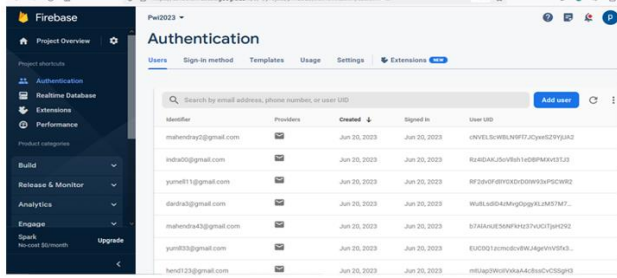 Firebase
Pwi2023
Project Overview
Authentication
Users Sign-in method Templates Usage Settings Extensions NEW
Project shortcuts
Authentication
Realtime Database
Extensions
Performance
Product categories
Build
Release & Monitor
Analytics
Engage
Spark
No-cost $0/month
Upgrade
Search by email address, phone number, or user UID
Add user
Identifier Providers Created Signed In User UID
mahendray2@gmail.com Jun 20, 2023 Jun 20, 2023
indra00@gmail.com Jun 20, 2023 Jun 20, 2023
yumell11@gmail.com Jun 20, 2023 Jun 20, 2023
dardra3@gmail.com Jun 20, 2023 Jun 20, 2023
mahendra43@gmail.com Jun 20, 2023 Jun 20, 2023
yumill33@gmail.com Jun 20, 2023 Jun 20, 2023
hend123@gmail.com Jun 20, 2023 Jun 20, 2023